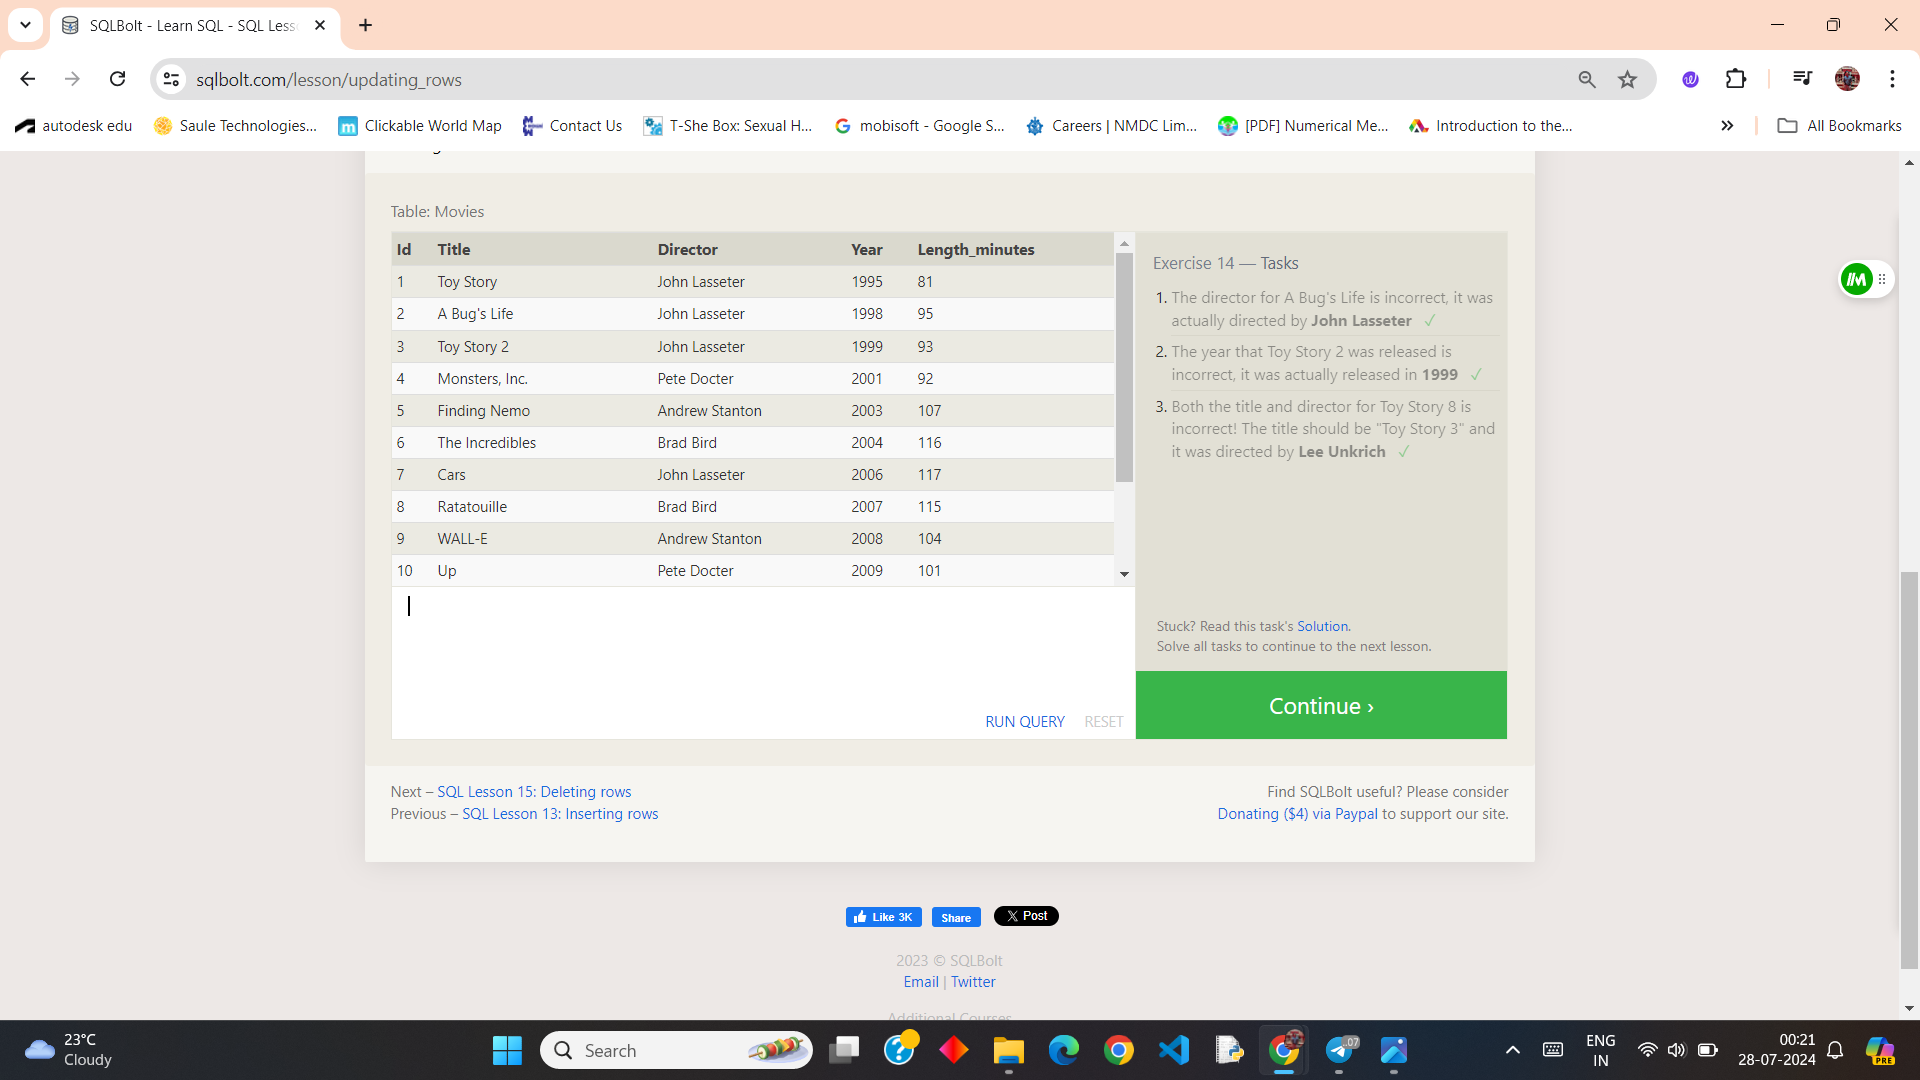 SQLBolt - Learn SQL - SQL Less
sqlbolt.com/lesson/updating_rows
autodesk edu Saule Technologies... Clickable World Map Contact Us T-She Box: Sexual H... mobisoft - Google S... Careers | NMDC Lim... [PDF] Numerical Me... Introduction to the... All Bookmarks
Table: Movies
Id Title Director Year Length_minutes
1 Toy Story John Lasseter 1995 81
2 A Bug's Life John Lasseter 1998 95
3 Toy Story 2 John Lasseter 1999 93
4 Monsters, Inc. Pete Docter 2001 92
5 Finding Nemo Andrew Stanton 2003 107
6 The Incredibles Brad Bird 2004 116
7 Cars John Lasseter 2006 117
8 Ratatouille Brad Bird 2007 115
9 WALL-E Andrew Stanton 2008 104
10 Up Pete Docter 2009 101
RUN QUERY RESET
Exercise 14 — Tasks
1. The director for A Bug's Life is incorrect, it was
actually directed by John Lasseter ✓
2. The year that Toy Story 2 was released is
incorrect, it was actually released in 1999 ✓
3. Both the title and director for Toy Story 8 is
incorrect! The title should be "Toy Story 3" and
it was directed by Lee Unkrich ✓
Stuck? Read this task's Solution.
Solve all tasks to continue to the next lesson.
Continue ›
Next – SQL Lesson 15: Deleting rows
Previous – SQL Lesson 13: Inserting rows
Find SQLBolt useful? Please consider
Donating ($4) via Paypal to support our site.
Like 3K Share X Post
2023 © SQLBolt
Email | Twitter
Additional Courses
23°C
Cloudy
Search
.07
ENG
IN
00:21
28-07-2024
PRE